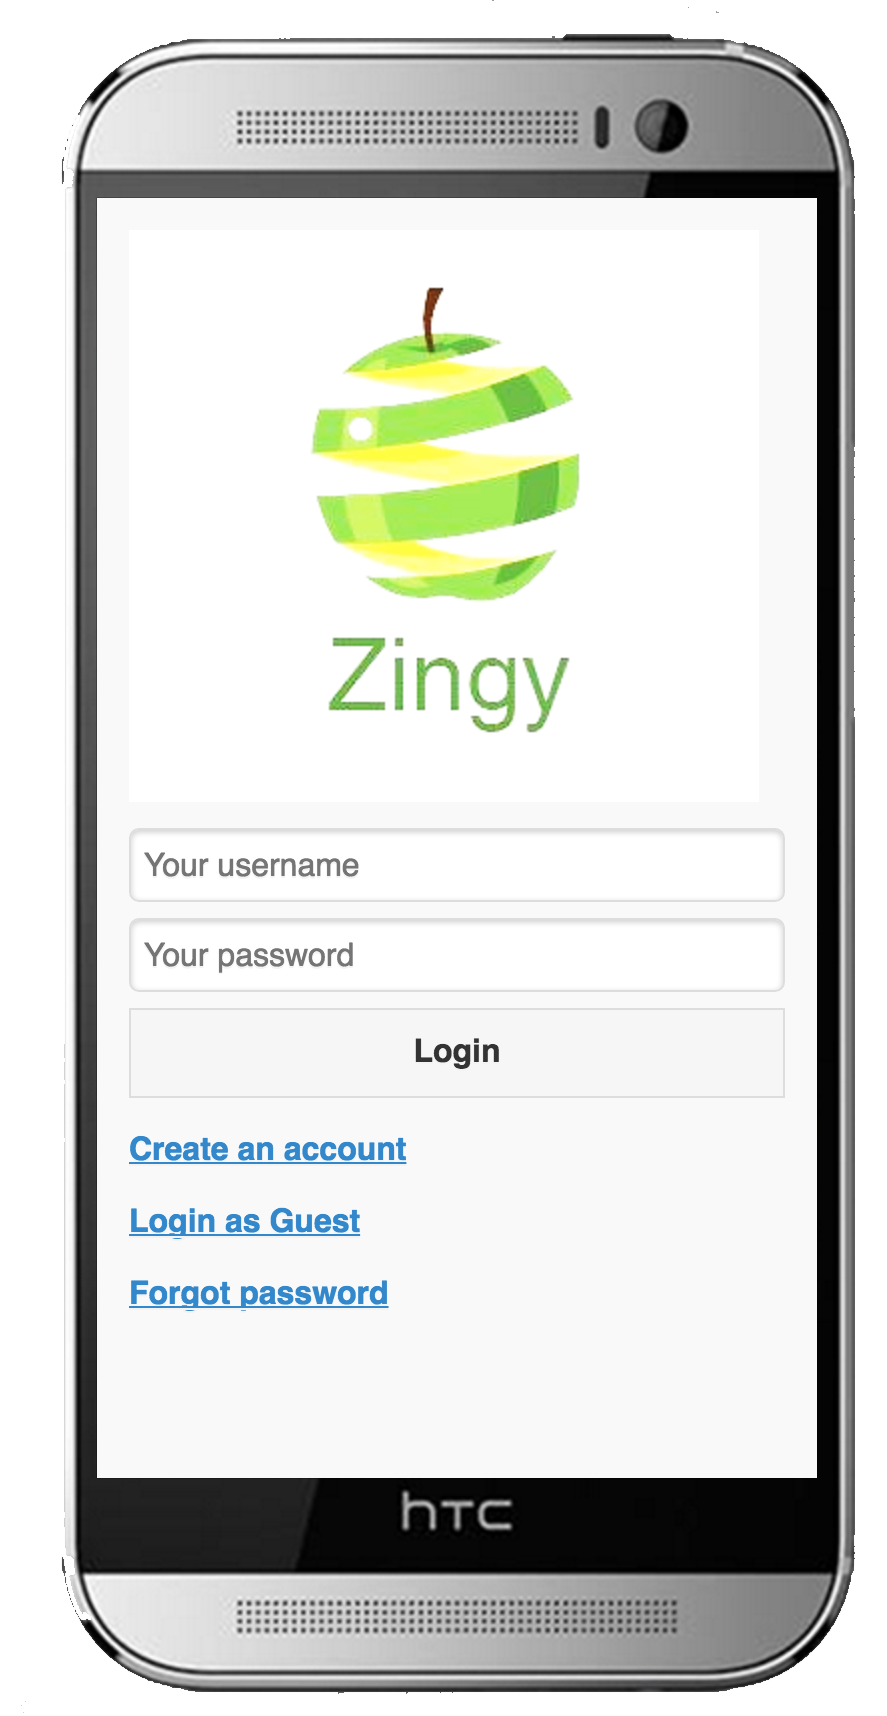 Zingy
Your username
Your password
Login
Create an account
Login as Guest
Forgot password
hTC